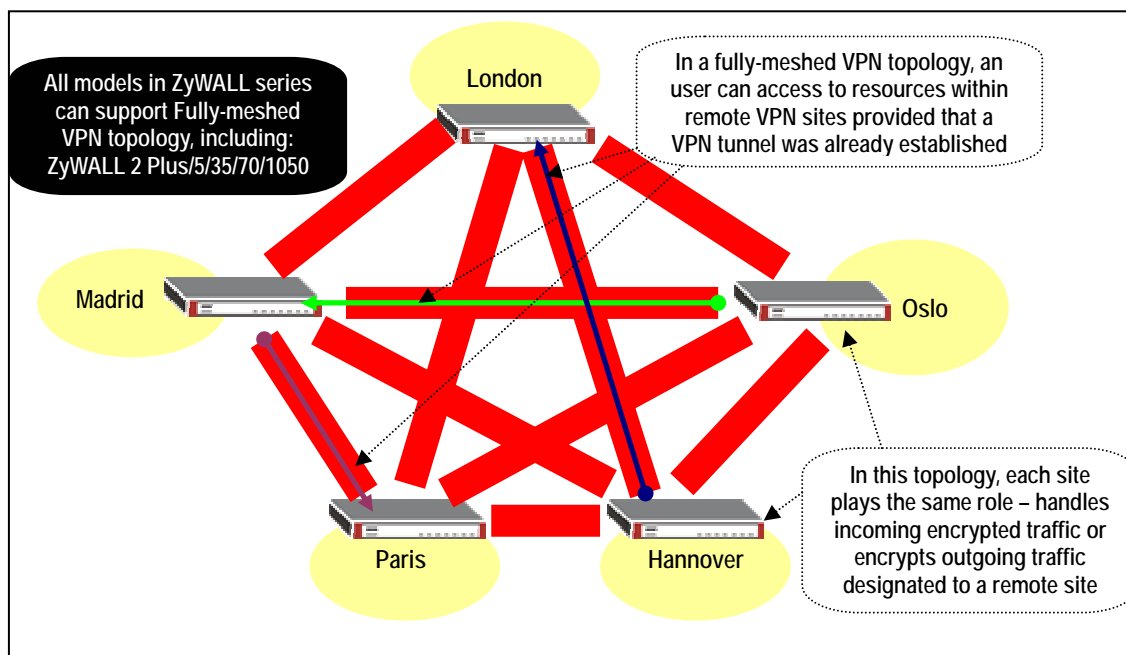 All models in ZyWALL series
can support Fully-meshed
VPN topology, including:
ZyWALL 2 Plus/5/35/70/1050
London
In a fully-meshed VPN topology, an
user can access to resources within
remote VPN sites provided that a
VPN tunnel was already established
Madrid
Oslo
Paris
Hannover
In this topology, each site
plays the same role – handles
incoming encrypted traffic or
encrypts outgoing traffic
designated to a remote site